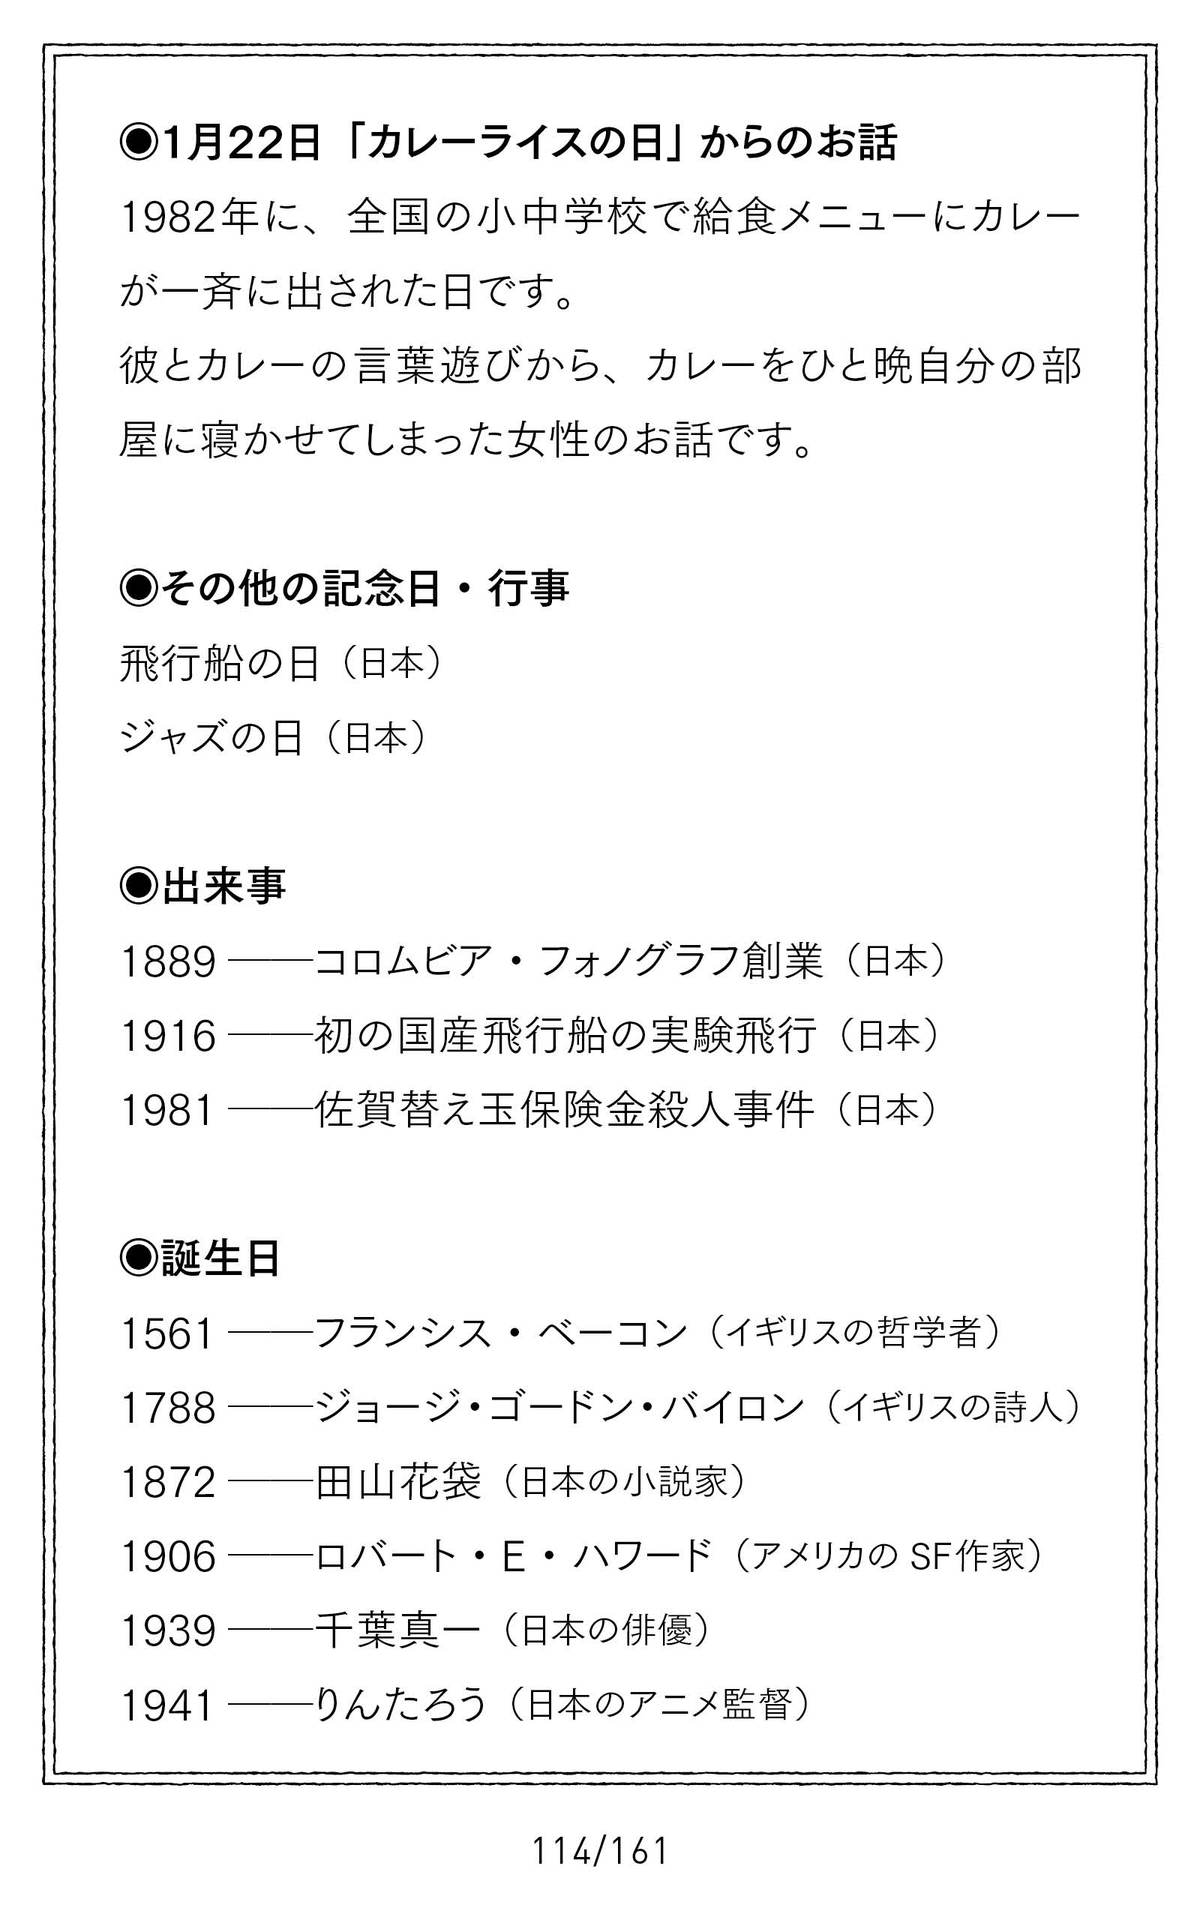 ◉1月22日「カレーライスの日」からのお話
1982年に、全国の小中学校で給食メニューにカレー
が一斉に出された日です。
彼とカレーの言葉遊びから、カレーをひと晩自分の部
屋に寝かせてしまった女性のお話です。
◉その他の記念日・行事
飛行船の日（日本）
ジャズの日（日本）
◉出来事
1889 ──コロムビア・フォノグラフ創業（日本）
1916 ──初の国産飛行船の実験飛行（日本）
1981 ──佐賀替え玉保険金殺人事件（日本）
◉誕生日
1561 ──フランシス・ベーコン（イギリスの哲学者）
1788 ──ジョージ・ゴードン・バイロン（イギリスの詩人）
1872 ──田山花袋（日本の小説家）
1906 ──ロバート・E・ハワード（アメリカの SF作家）
1939 ──千葉真一（日本の俳優）
1941 ──りんたろう（日本のアニメ監督）
114/161